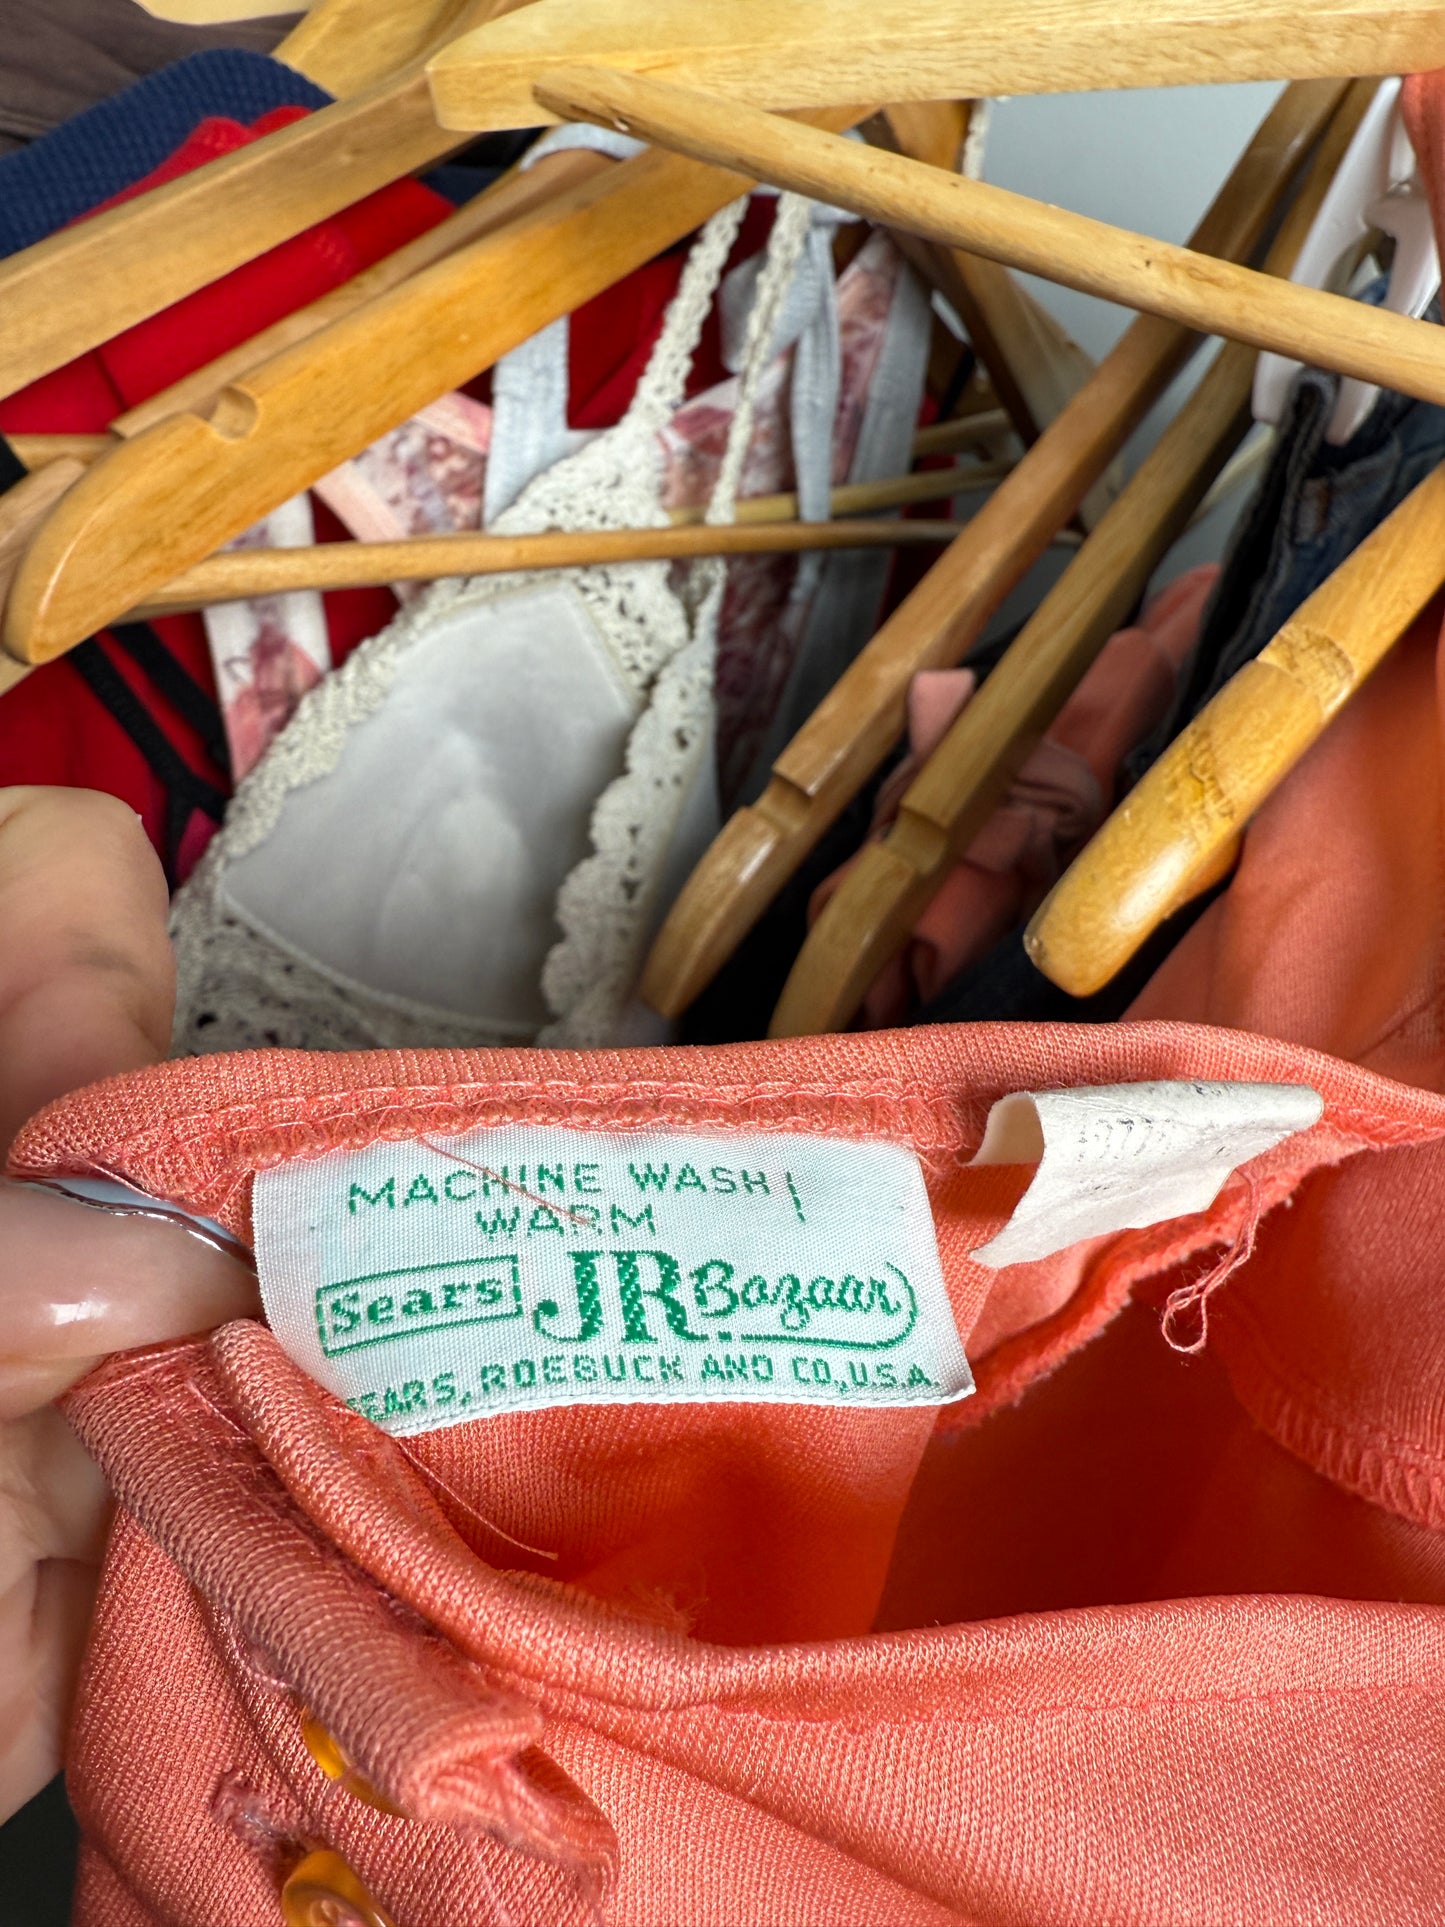 MACHINE WASH
WARM
Sears JR. Bazaar
SEARS, ROEBUCK AND CO., U.S.A.